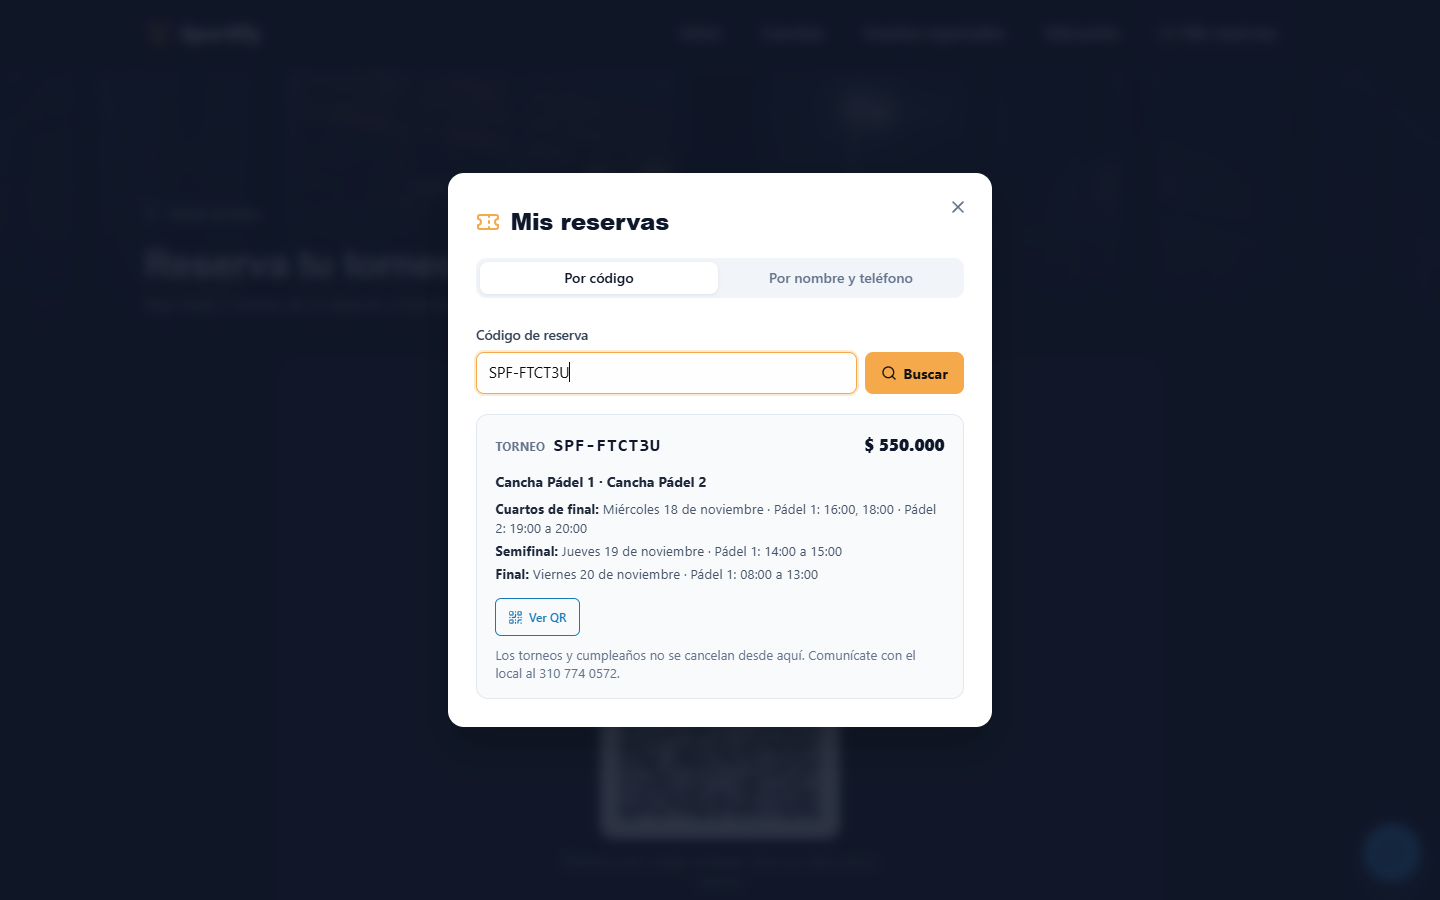 Reserva tu torneo
Mis reservas
Por código
Por nombre y teléfono
Código de reserva
SPF-FTCT3U
Buscar
TORNEO SPF-FTCT3U
$ 550.000
Cancha Pádel 1 · Cancha Pádel 2
Cuartos de final: Miércoles 18 de noviembre · Pádel 1: 16:00, 18:00 · Pádel
2: 19:00 a 20:00
Semifinal: Jueves 19 de noviembre · Pádel 1: 14:00 a 15:00
Final: Viernes 20 de noviembre · Pádel 1: 08:00 a 13:00
Ver QR
Los torneos y cumpleaños no se cancelan desde aquí. Comunícate con el
local al 310 774 0572.